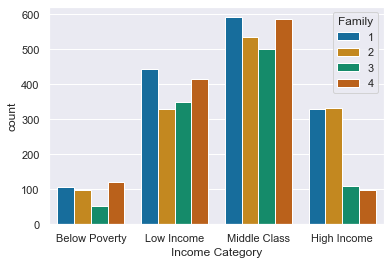 600
500
400
300
200
100
0
count
Family
1
2
3
4
Below Poverty
Low Income
Middle Class
High Income
Income Category